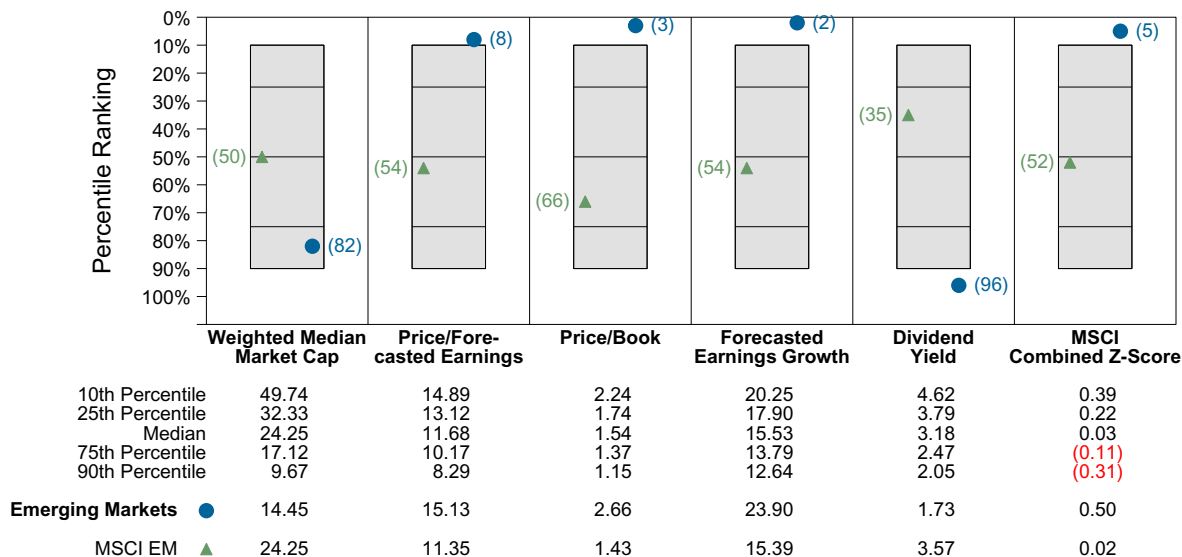 Percentile Ranking
0%
10%
20%
30%
40%
50%
60%
70%
80%
90%
100%
(50)
(82)
(8)
(54)
(3)
(66)
(2)
(54)
(35)
(96)
(5)
(52)
Weighted Median
Market Cap
Price/Fore-
casted Earnings
Price/Book
Forecasted
Earnings Growth
Dividend
Yield
MSCI
Combined Z-Score
10th Percentile 49.74 14.89 2.24 20.25 4.62 0.39
25th Percentile 32.33 13.12 1.74 17.90 3.79 0.22
Median 24.25 11.68 1.54 15.53 3.18 0.03
75th Percentile 17.12 10.17 1.37 13.79 2.47 (0.11)
90th Percentile 9.67 8.29 1.15 12.64 2.05 (0.31)
Emerging Markets 14.45 15.13 2.66 23.90 1.73 0.50
MSCI EM 24.25 11.35 1.43 15.39 3.57 0.02